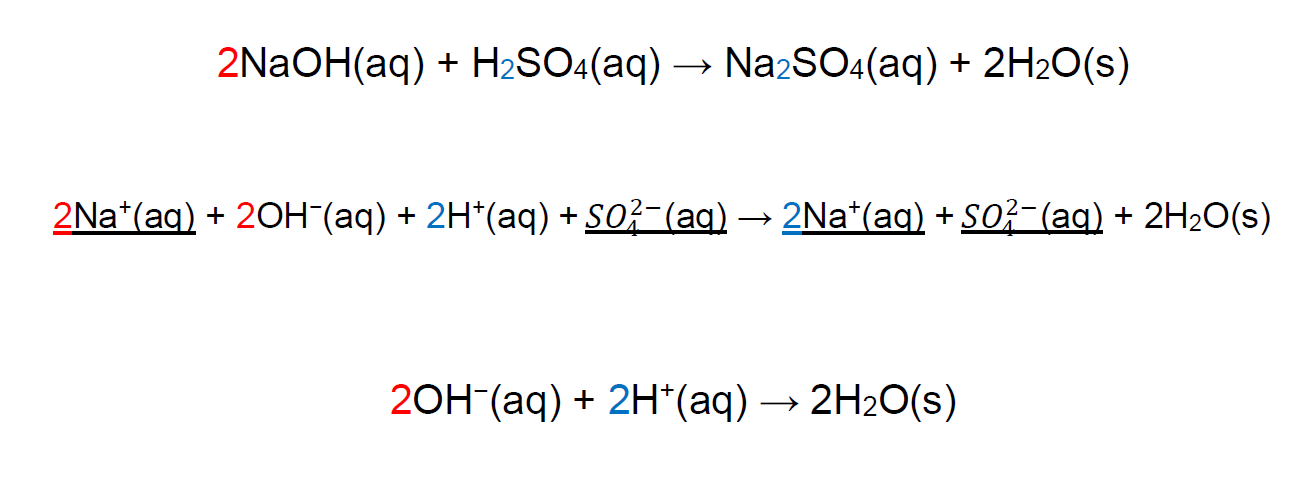 2NaOH(aq) + H₂SO₄(aq) → Na₂SO₄(aq) + 2H₂O(s)
2Na⁺(aq) + 2OH⁻(aq) + 2H⁺(aq) + SO₄²⁻(aq) → 2Na⁺(aq) + SO₄²⁻(aq) + 2H₂O(s)
2OH⁻(aq) + 2H⁺(aq) → 2H₂O(s)